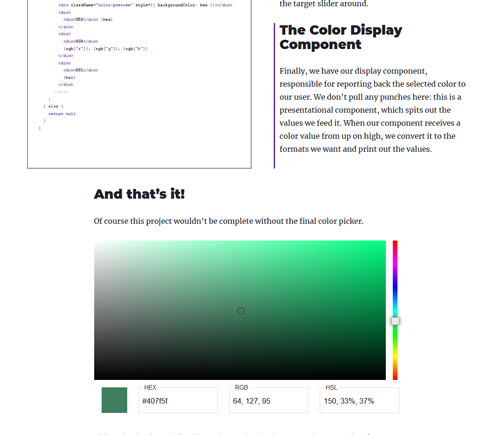 <div className="color-preview" style={{ backgroundColor: hex }}></div>
<div>
<div>HEX</div> {hex}
</div>
<div>
<div>RGB</div>
{rgb["r"]}, {rgb["g"]}, {rgb["b"]}
</div>
<div>
<div>HSL</div>
{hsl}
</div>
</div>
)
} else {
return null
}
}
the target slider around.
The Color Display
Component
Finally, we have our display component,
responsible for reporting back the selected color to
our user. We don't pull any punches here: this is a
presentational component, which spits out the
values we feed it. When our component receives a
color value from up on high, we convert it to the
formats we want and print out the values.
And that's it!
Of course this project wouldn't be complete without the final color picker.
HEX
#407f5f
RGB
64, 127, 95
HSL
150, 33%, 37%